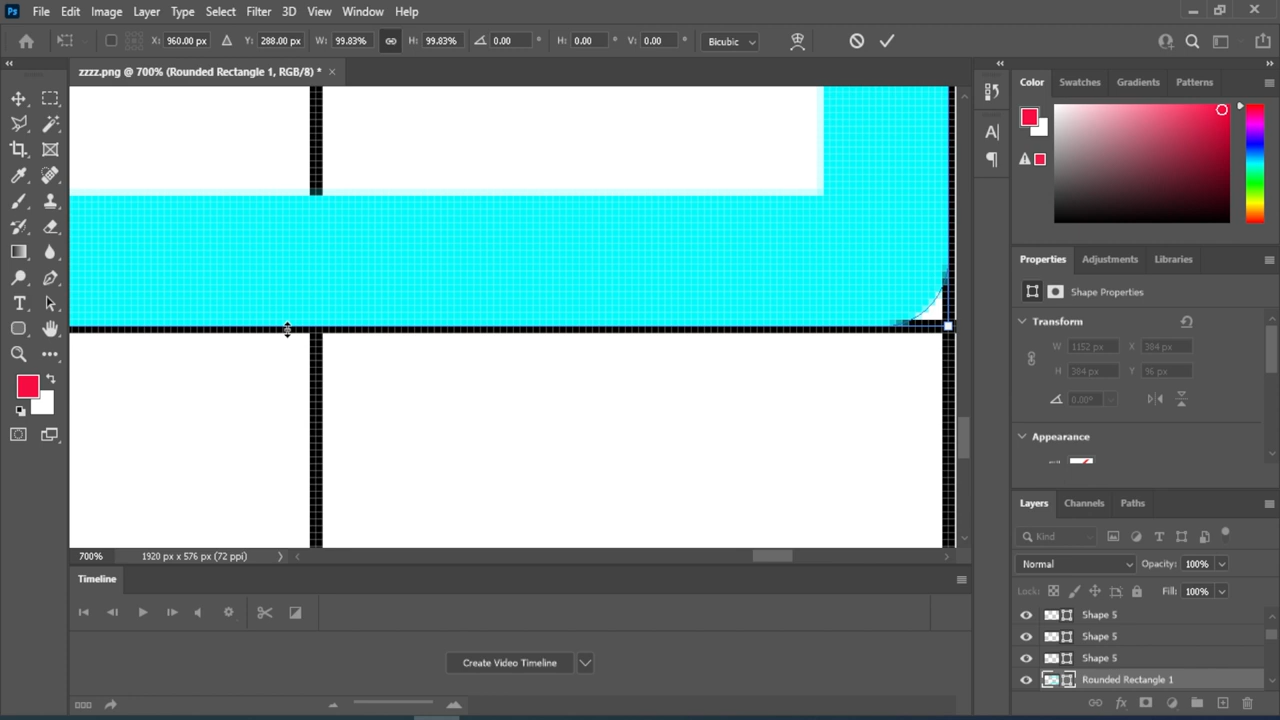 Ps File Edit Image Layer Type Select Filter 3D View Window Help
X: 960.00 px Y: 288.00 px W: 99.83% H: 99.83% 0.00 ° H: 0.00 ° V: 0.00 ° Bicubic
zzzz.png @ 700% (Rounded Rectangle 1, RGB/8) * ×
Color Swatches Gradients Patterns
Properties Adjustments Libraries
Shape Properties
Transform
W 1152 px X 384 px
H 384 px Y 96 px
0.00°
Appearance
Layers Channels Paths
Kind
Normal Opacity: 100%
Lock: Fill: 100%
Shape 5
Shape 5
Shape 5
Rounded Rectangle 1
700% 1920 px x 576 px (72 ppi)
Timeline
Create Video Timeline